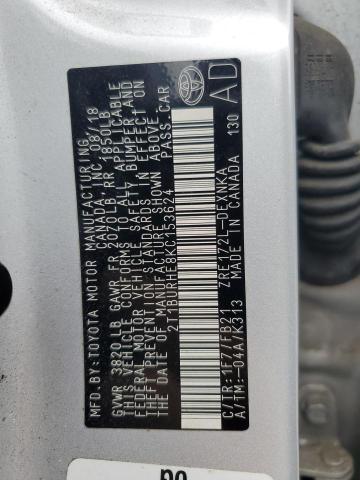 MFD.BY:TOYOTA MOTOR MANUFACTURING
CANADA, INC. 08/18
GVWR 3820LB GAWR FR 2070LB RR 1850LB
THIS VEHICLE CONFORMS TO ALL APPLICABLE
FEDERAL MOTOR VEHICLE SAFETY, BUMPER, AND
THEFT PREVENTION STANDARDS IN EFFECT ON
THE DATE OF MANUFACTURE SHOWN ABOVE.
2T1BURHE8KC153624 PASS.CAR
C/TR:1F7/FB21 ZRE172L-DEXNKA
A/TM:-04A/K313 MADE IN CANADA 130
AD